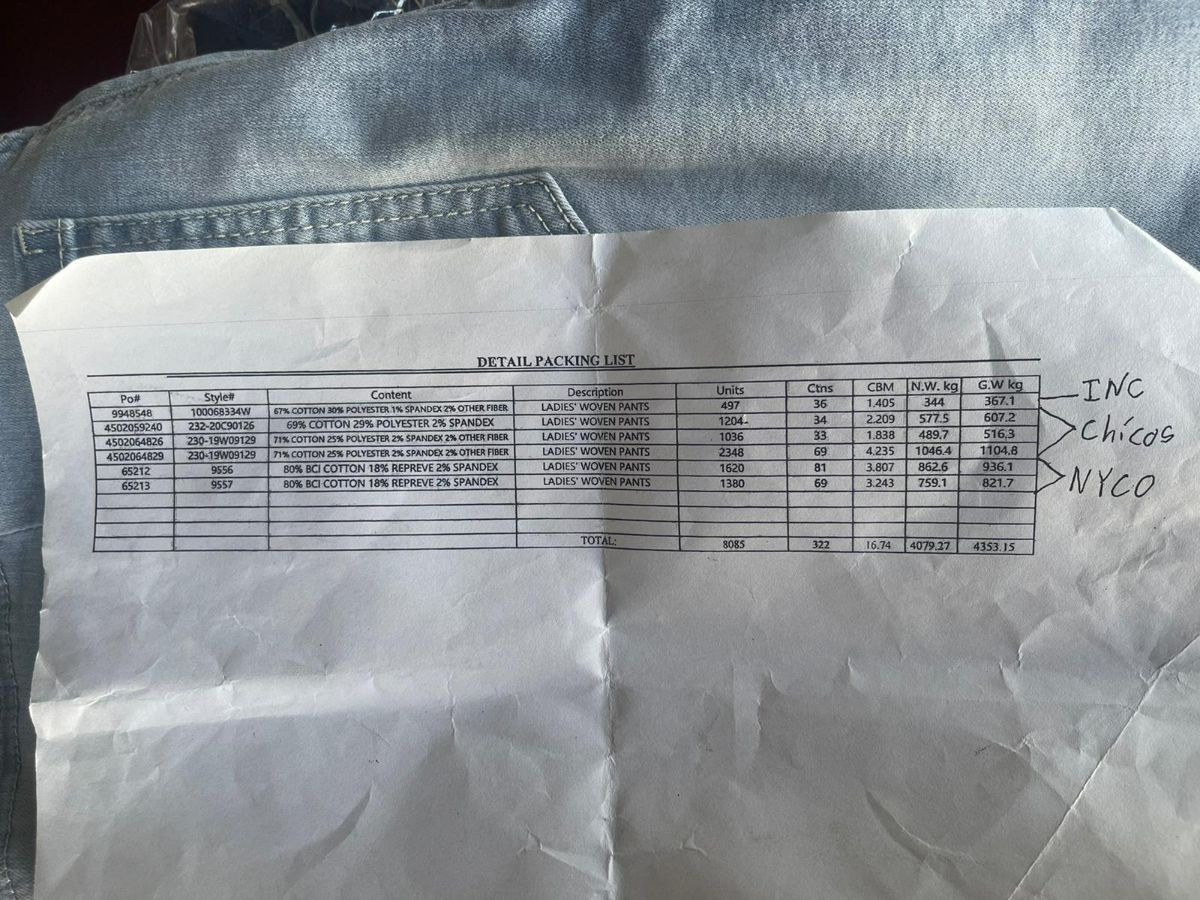 DETAIL PACKING LIST
Po# Style# Content Description Units Ctns CBM N.W. kg G.W kg
9948548 100068334W 67% COTTON 30% POLYESTER 1% SPANDEX 2% OTHER FIBER LADIES' WOVEN PANTS 497 36 1.405 344 367.1 INC
4502059240 232-20C90126 69% COTTON 29% POLYESTER 2% SPANDEX LADIES' WOVEN PANTS 1204 34 2.209 577.5 607.2
4502064826 230-19W09129 71% COTTON 25% POLYESTER 2% SPANDEX 2% OTHER FIBER LADIES' WOVEN PANTS 1036 33 1.838 489.7 516.3 Chicos
4502064829 230-19W09129 71% COTTON 25% POLYESTER 2% SPANDEX 2% OTHER FIBER LADIES' WOVEN PANTS 2348 69 4.235 1046.4 1104.8
65212 9556 80% BCI COTTON 18% REPREVE 2% SPANDEX LADIES' WOVEN PANTS 1620 81 3.807 862.6 936.1
65213 9557 80% BCI COTTON 18% REPREVE 2% SPANDEX LADIES' WOVEN PANTS 1380 69 3.243 759.1 821.7 NYCO
TOTAL: 8085 322 16.74 4079.27 4353.15